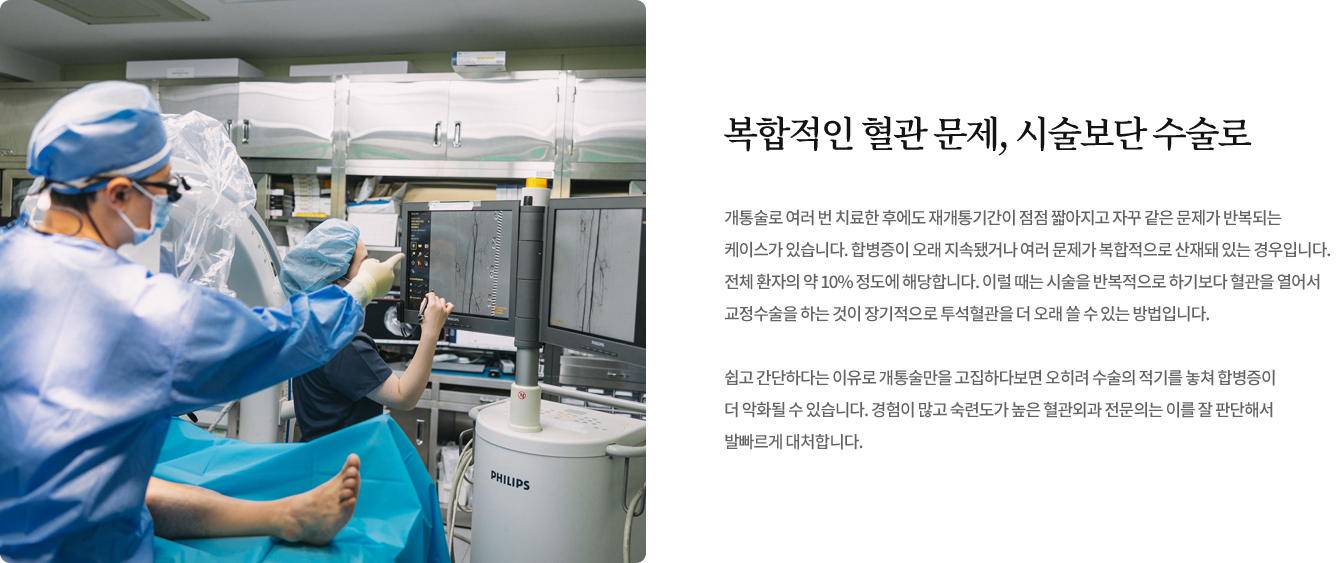 복합적인 혈관 문제, 시술보단 수술로
개통술로 여러 번 치료한 후에도 재개통기간이 점점 짧아지고 자꾸 같은 문제가 반복되는
케이스가 있습니다. 합병증이 오래 지속됐거나 여러 문제가 복합적으로 산재돼 있는 경우입니다.
전체 환자의 약 10% 정도에 해당합니다. 이럴 때는 시술을 반복적으로 하기보다 혈관을 열어서
교정수술을 하는 것이 장기적으로 투석혈관을 더 오래 쓸 수 있는 방법입니다.
쉽고 간단하다는 이유로 개통술만을 고집하다보면 오히려 수술의 적기를 놓쳐 합병증이
더 악화될 수 있습니다. 경험이 많고 숙련도가 높은 혈관외과 전문의는 이를 잘 판단해서
발빠르게 대처합니다.
PHILIPS